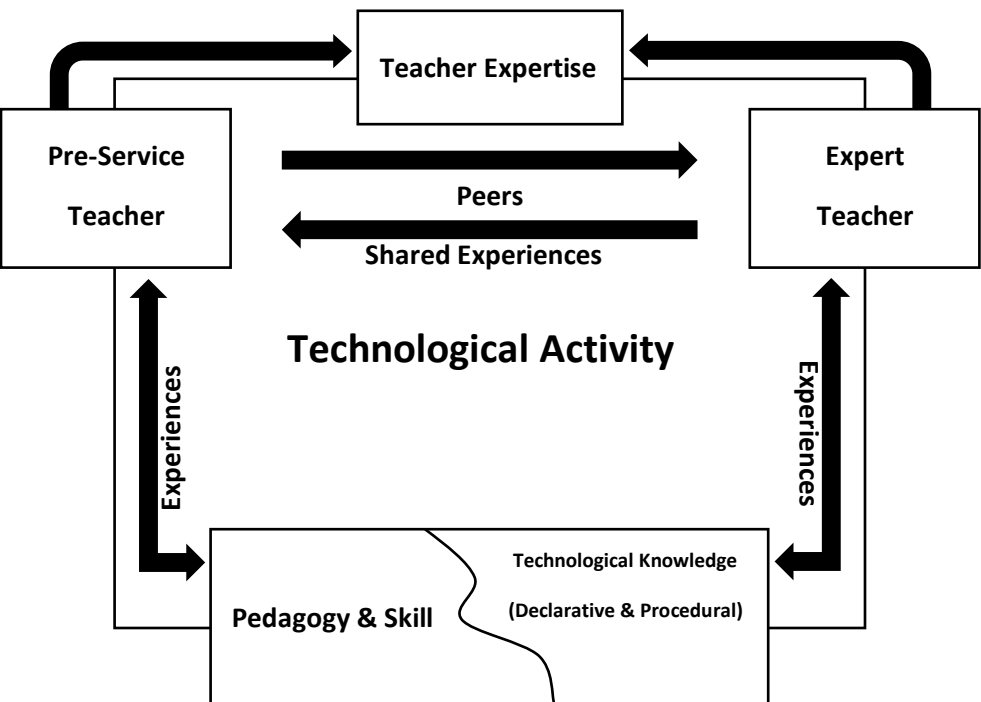 Teacher Expertise
Pre-Service
Teacher
Expert
Teacher
Peers
Shared Experiences
Technological Activity
Experiences
Experiences
Technological Knowledge
(Declarative & Procedural)
Pedagogy & Skill